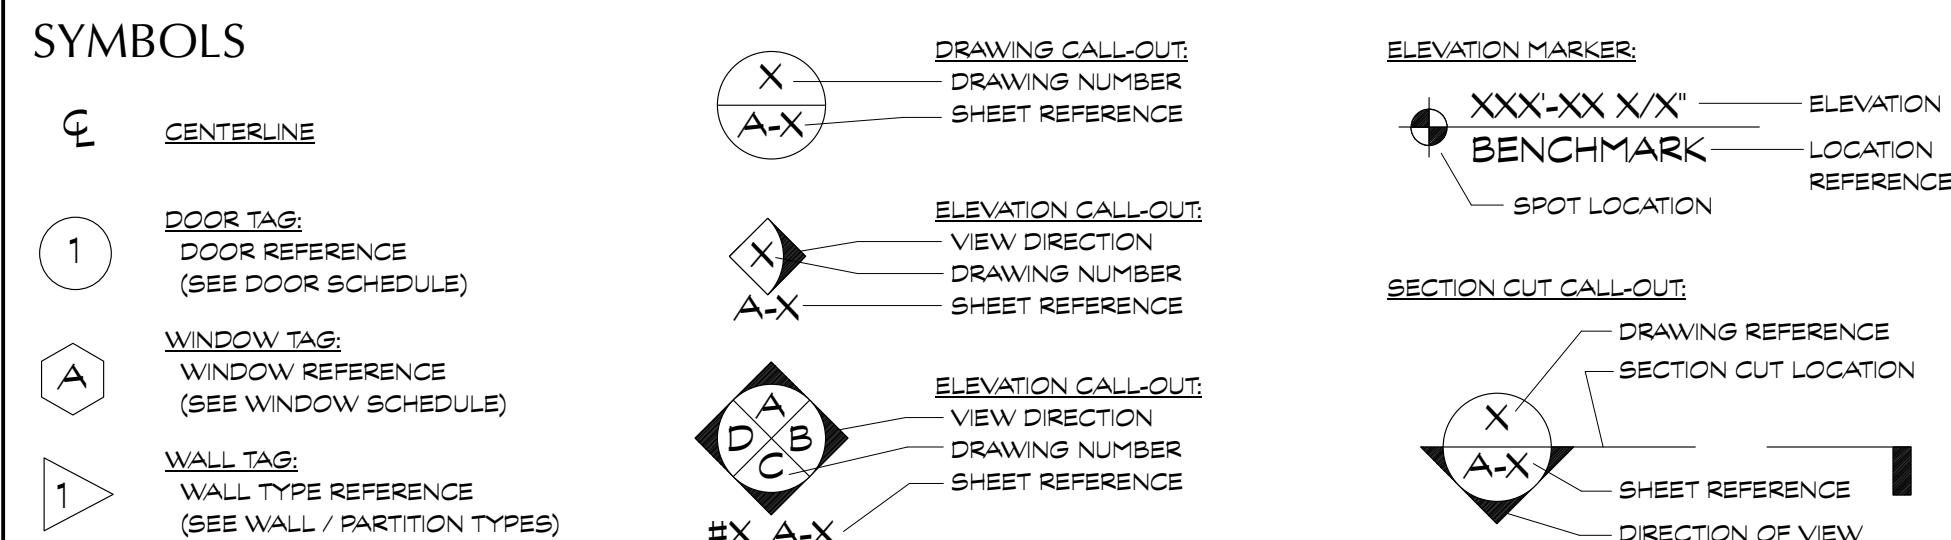 SYMBOLS
℄ CENTERLINE
1
DOOR TAG:
DOOR REFERENCE
(SEE DOOR SCHEDULE)
A
WINDOW TAG:
WINDOW REFERENCE
(SEE WINDOW SCHEDULE)
1
WALL TAG:
WALL TYPE REFERENCE
(SEE WALL / PARTITION TYPES)
X
A-X
DRAWING CALL-OUT:
DRAWING NUMBER
SHEET REFERENCE
X
A-X
ELEVATION CALL-OUT:
VIEW DIRECTION
DRAWING NUMBER
SHEET REFERENCE
A
D B
C
#X A-X
ELEVATION CALL-OUT:
VIEW DIRECTION
DRAWING NUMBER
SHEET REFERENCE
ELEVATION MARKER:
XXX'-XX X/X"
BENCHMARK
ELEVATION
LOCATION
REFERENCE
SPOT LOCATION
SECTION CUT CALL-OUT:
DRAWING REFERENCE
SECTION CUT LOCATION
X
A-X
SHEET REFERENCE
DIRECTION OF VIEW